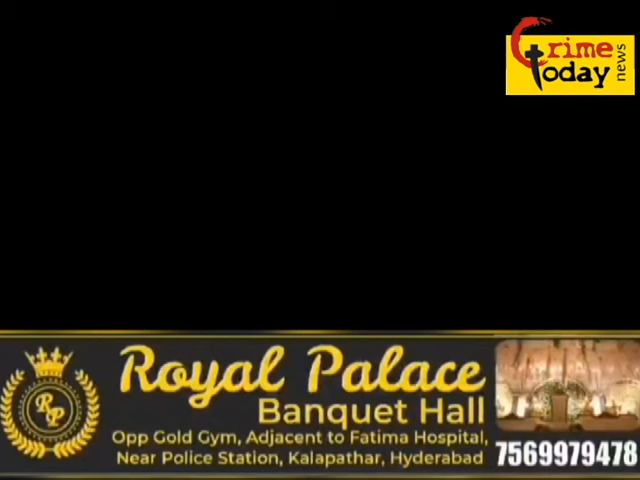 Crime
Today
news
Royal Palace
Banquet Hall
RP
Opp Gold Gym, Adjacent to Fatima Hospital,
Near Police Station, Kalapathar, Hyderabad
7569979478